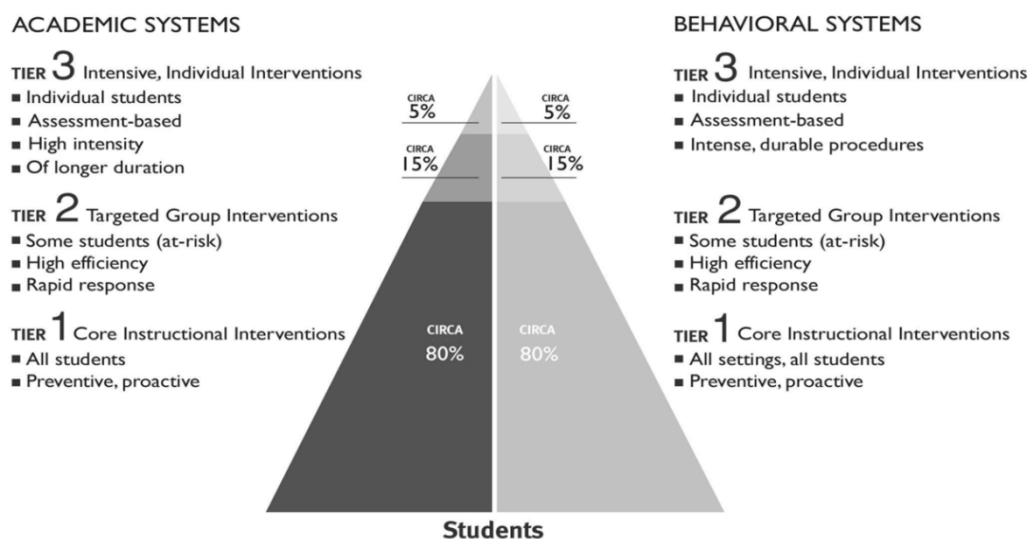 ACADEMIC SYSTEMS
TIER 3 Intensive, Individual Interventions
■ Individual students
■ Assessment-based
■ High intensity
■ Of longer duration
TIER 2 Targeted Group Interventions
■ Some students (at-risk)
■ High efficiency
■ Rapid response
TIER 1 Core Instructional Interventions
■ All students
■ Preventive, proactive
CIRCA
5%
CIRCA
15%
CIRCA
80%
CIRCA
5%
CIRCA
15%
CIRCA
80%
Students
BEHAVIORAL SYSTEMS
TIER 3 Intensive, Individual Interventions
■ Individual students
■ Assessment-based
■ Intense, durable procedures
TIER 2 Targeted Group Interventions
■ Some students (at-risk)
■ High efficiency
■ Rapid response
TIER 1 Core Instructional Interventions
■ All settings, all students
■ Preventive, proactive